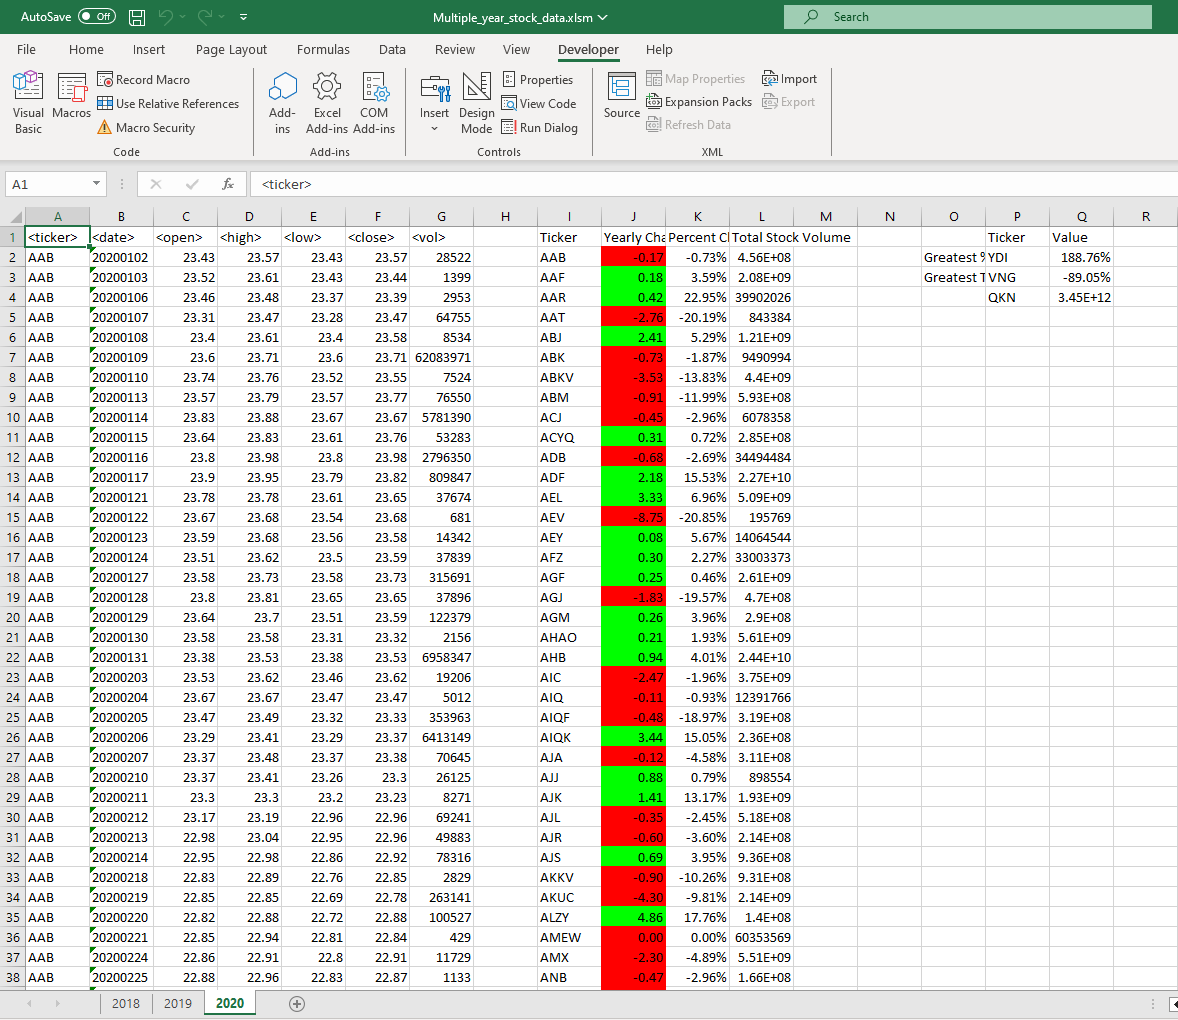 AutoSave Off Multiple_year_stock_data.xlsm Search
File Home Insert Page Layout Formulas Data Review View Developer Help
Visual Basic
Macros
Record Macro
Use Relative References
Macro Security
Code
Add-ins
Excel Add-ins
COM Add-ins
Add-ins
Insert
Design Mode
Properties
View Code
Run Dialog
Controls
Source
Map Properties
Expansion Packs
Refresh Data
Import
Export
XML
A1 fx <ticker>
A B C D E F G H I J K L M N O P Q R
1 <ticker> <date> <open> <high> <low> <close> <vol> Ticker Yearly Cha Percent Cl Total Stock Volume Ticker Value
2 AAB 20200102 23.43 23.57 23.43 23.57 28522 AAB -0.17 -0.73% 4.56E+08 Greatest % YDI 188.76%
3 AAB 20200103 23.52 23.61 23.43 23.44 1399 AAF 0.18 3.59% 2.08E+09 Greatest T VNG -89.05%
4 AAB 20200106 23.46 23.48 23.37 23.39 2953 AAR 0.42 22.95% 39902026 QKN 3.45E+12
5 AAB 20200107 23.31 23.47 23.28 23.47 64755 AAT -2.76 -20.19% 843384
6 AAB 20200108 23.4 23.61 23.4 23.58 8534 ABJ 2.41 5.29% 1.21E+09
7 AAB 20200109 23.6 23.71 23.6 23.71 62083971 ABK -0.73 -1.87% 9490994
8 AAB 20200110 23.74 23.76 23.52 23.55 7524 ABKV -3.53 -13.83% 4.4E+09
9 AAB 20200113 23.57 23.79 23.57 23.77 76550 ABM -0.91 -11.99% 5.93E+08
10 AAB 20200114 23.83 23.88 23.67 23.67 5781390 ACJ -0.45 -2.96% 6078358
11 AAB 20200115 23.64 23.83 23.61 23.76 53283 ACYQ 0.31 0.72% 2.85E+08
12 AAB 20200116 23.8 23.98 23.8 23.98 2796350 ADB -0.68 -2.69% 34494484
13 AAB 20200117 23.9 23.95 23.79 23.82 809847 ADF 2.18 15.53% 2.27E+10
14 AAB 20200121 23.78 23.78 23.61 23.65 37674 AEL 3.33 6.96% 5.09E+09
15 AAB 20200122 23.67 23.68 23.54 23.68 681 AEV -8.75 -20.85% 195769
16 AAB 20200123 23.59 23.68 23.56 23.58 14342 AEY 0.08 5.67% 14064544
17 AAB 20200124 23.51 23.62 23.5 23.59 37839 AFZ 0.30 2.27% 33003373
18 AAB 20200127 23.58 23.73 23.58 23.73 315691 AGF 0.25 0.46% 2.61E+09
19 AAB 20200128 23.8 23.81 23.65 23.65 37896 AGJ -1.83 -19.57% 4.7E+08
20 AAB 20200129 23.64 23.7 23.51 23.59 122379 AGM 0.26 3.96% 2.9E+08
21 AAB 20200130 23.58 23.58 23.31 23.32 2156 AHAO 0.21 1.93% 5.61E+09
22 AAB 20200131 23.38 23.53 23.38 23.53 6958347 AHB 0.94 4.01% 2.44E+10
23 AAB 20200203 23.53 23.62 23.46 23.62 19206 AIC -2.47 -1.96% 3.75E+09
24 AAB 20200204 23.67 23.67 23.47 23.47 5012 AIQ -0.11 -0.93% 12391766
25 AAB 20200205 23.47 23.49 23.32 23.33 353963 AIQF -0.48 -18.97% 3.19E+08
26 AAB 20200206 23.29 23.41 23.29 23.37 6413149 AIQK 3.44 15.05% 2.36E+08
27 AAB 20200207 23.37 23.48 23.37 23.38 70645 AJA -0.12 -4.58% 3.11E+08
28 AAB 20200210 23.37 23.41 23.26 23.3 26125 AJJ 0.88 0.79% 898554
29 AAB 20200211 23.3 23.3 23.2 23.23 8271 AJK 1.41 13.17% 1.93E+09
30 AAB 20200212 23.17 23.19 22.96 22.96 69241 AJL -0.35 -2.45% 5.18E+08
31 AAB 20200213 22.98 23.04 22.95 22.96 49883 AJR -0.60 -3.60% 2.14E+08
32 AAB 20200214 22.95 22.98 22.86 22.92 78316 AJS 0.69 3.95% 9.36E+08
33 AAB 20200218 22.83 22.89 22.76 22.85 2829 AKKV -0.90 -10.26% 9.31E+08
34 AAB 20200219 22.85 22.85 22.69 22.78 263141 AKUC -4.30 -9.81% 2.14E+09
35 AAB 20200220 22.82 22.88 22.72 22.88 100527 ALZY 4.86 17.76% 1.4E+08
36 AAB 20200221 22.85 22.94 22.81 22.84 429 AMEW 0.00 0.00% 60353569
37 AAB 20200224 22.86 22.91 22.8 22.91 11729 AMX -2.30 -4.89% 5.51E+09
38 AAB 20200225 22.88 22.96 22.83 22.87 1133 ANB -0.47 -2.96% 1.66E+08
2018 2019 2020